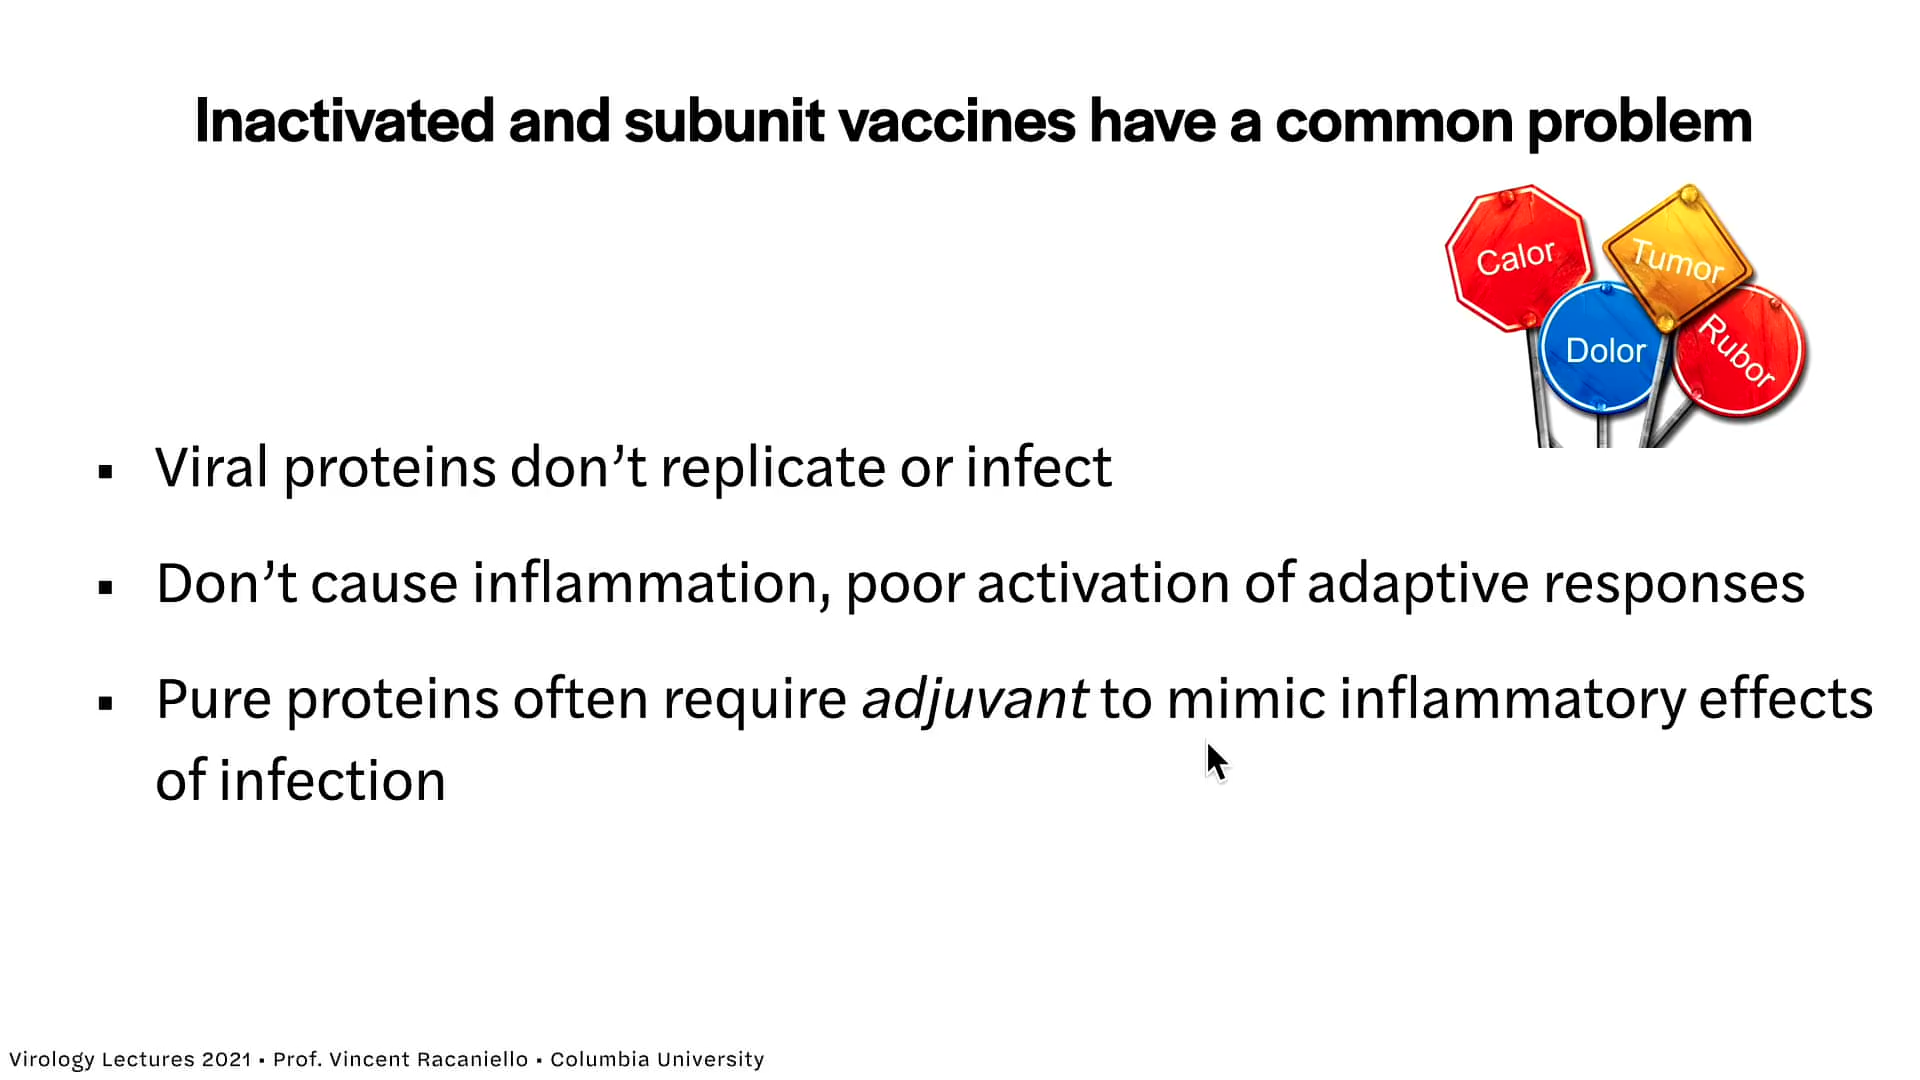 Inactivated and subunit vaccines have a common problem
Calor
Tumor
Dolor
Rubor
▪ Viral proteins don’t replicate or infect
▪ Don’t cause inflammation, poor activation of adaptive responses
▪ Pure proteins often require adjuvant to mimic inflammatory effects
of infection
Virology Lectures 2021 • Prof. Vincent Racaniello • Columbia University